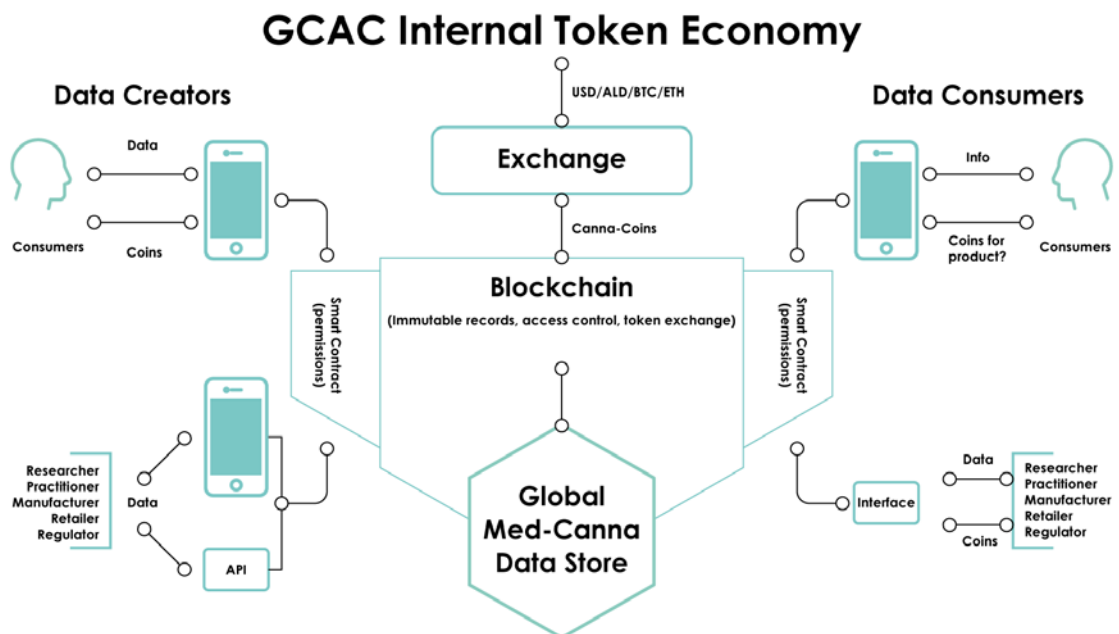 GCAC Internal Token Economy
USD/ALD/BTC/ETH
Data Creators
Data Consumers
Exchange
Data
Coins
Consumers
Info
Coins for
product?
Consumers
Canna-Coins
Blockchain
(Immutable records, access control, token exchange)
Smart Contract
(permissions)
Smart Contract
(permissions)
Researcher
Practitioner
Manufacturer
Retailer
Regulator
Data
API
Global
Med-Canna
Data Store
Interface
Data
Coins
Researcher
Practitioner
Manufacturer
Retailer
Regulator